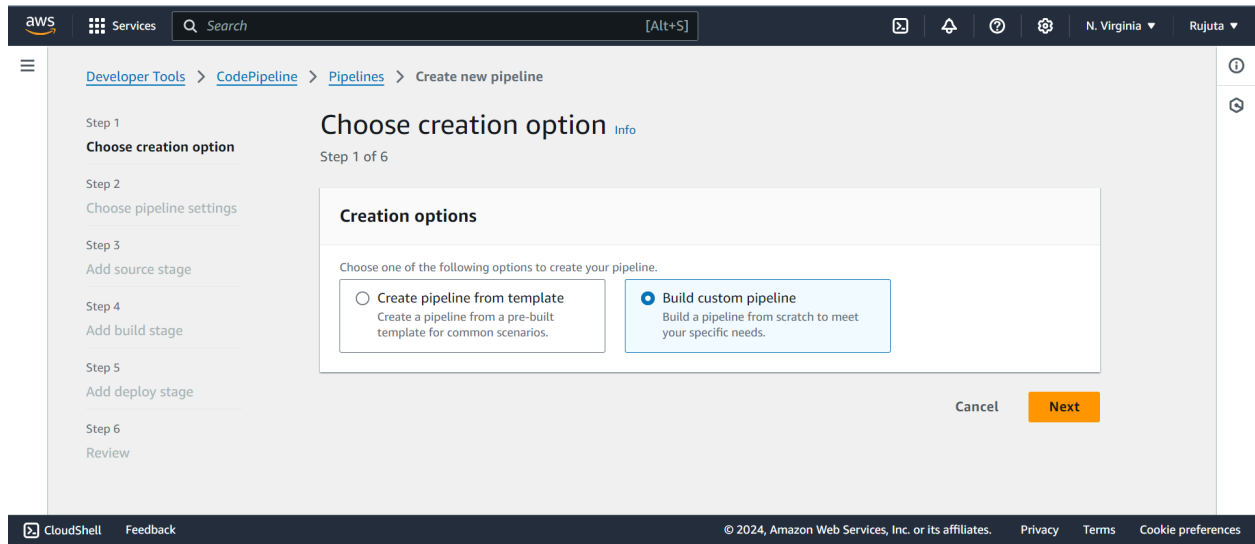 aws
Services
Search
[Alt+S]
N. Virginia ▼
Rujuta ▼
Developer Tools > CodePipeline > Pipelines > Create new pipeline
Step 1
Choose creation option
Step 2
Choose pipeline settings
Step 3
Add source stage
Step 4
Add build stage
Step 5
Add deploy stage
Step 6
Review
Choose creation option Info
Step 1 of 6
Creation options
Choose one of the following options to create your pipeline.
Create pipeline from template
Create a pipeline from a pre-built
template for common scenarios.
Build custom pipeline
Build a pipeline from scratch to meet
your specific needs.
Cancel
Next
CloudShell
Feedback
© 2024, Amazon Web Services, Inc. or its affiliates.
Privacy
Terms
Cookie preferences